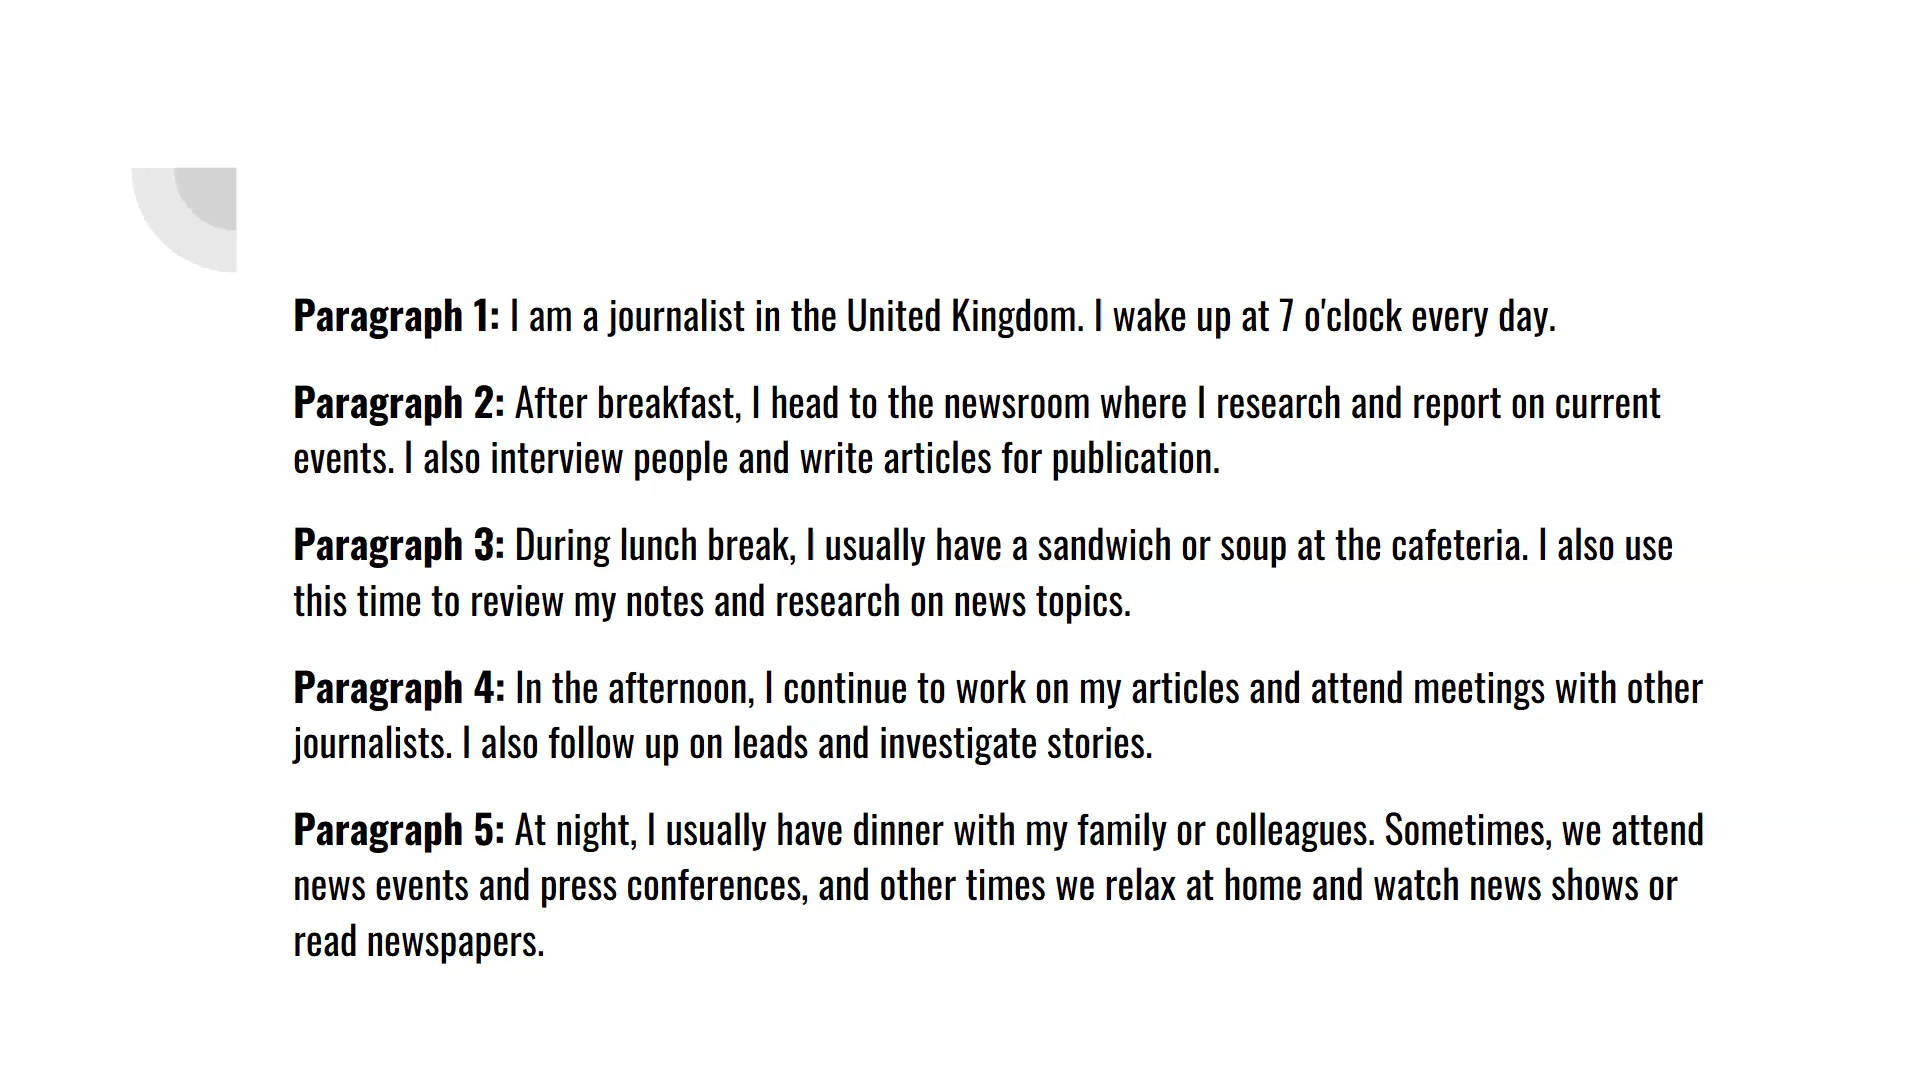 Paragraph 1: I am a journalist in the United Kingdom. I wake up at 7 o'clock every day.
Paragraph 2: After breakfast, I head to the newsroom where I research and report on current
events. I also interview people and write articles for publication.
Paragraph 3: During lunch break, I usually have a sandwich or soup at the cafeteria. I also use
this time to review my notes and research on news topics.
Paragraph 4: In the afternoon, I continue to work on my articles and attend meetings with other
journalists. I also follow up on leads and investigate stories.
Paragraph 5: At night, I usually have dinner with my family or colleagues. Sometimes, we attend
news events and press conferences, and other times we relax at home and watch news shows or
read newspapers.